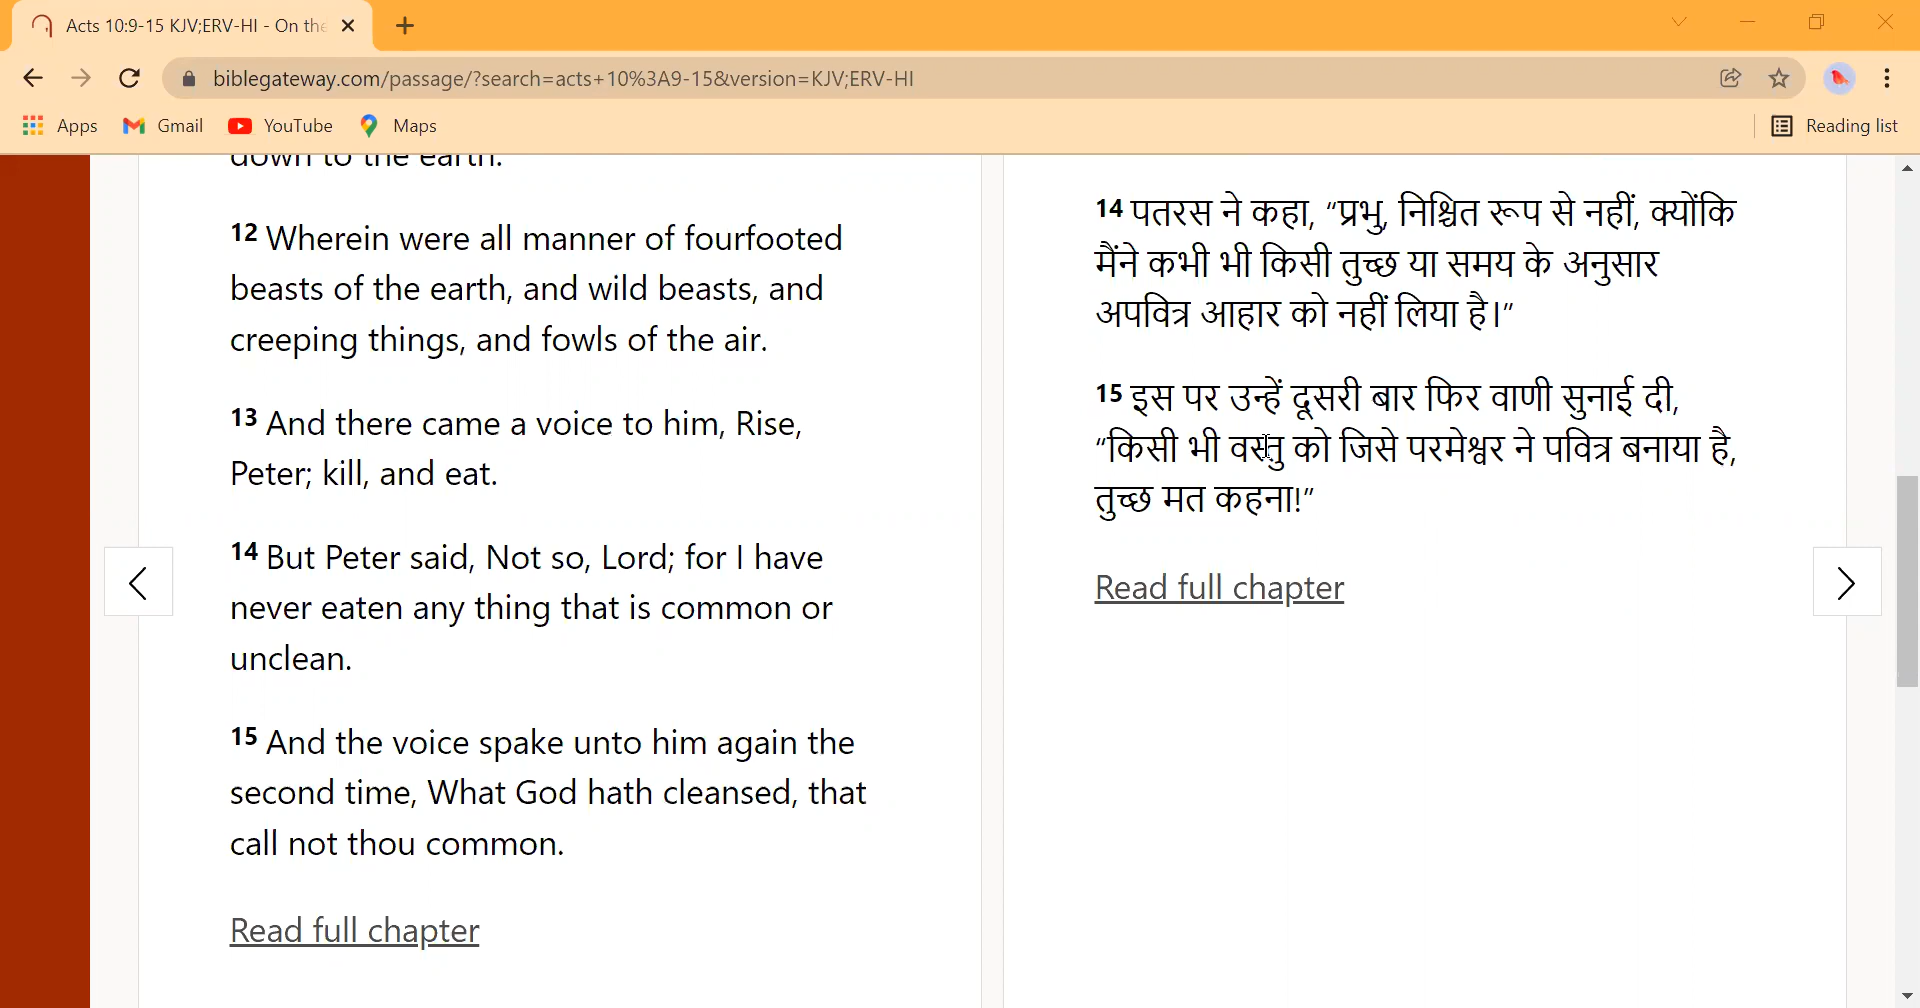 Acts 10:9-15 KJV;ERV-HI - On the
biblegateway.com/passage/?search=acts+10%3A9-15&version=KJV;ERV-HI
Apps Gmail YouTube Maps Reading list
down to the earth.
12 Wherein were all manner of fourfooted
beasts of the earth, and wild beasts, and
creeping things, and fowls of the air.
13 And there came a voice to him, Rise,
Peter; kill, and eat.
14 But Peter said, Not so, Lord; for I have
never eaten any thing that is common or
unclean.
15 And the voice spake unto him again the
second time, What God hath cleansed, that
call not thou common.
Read full chapter
14 पतरस ने कहा, “प्रभु, निश्चित रूप से नहीं, क्योंकि
मैंने कभी भी किसी तुच्छ या समय के अनुसार
अपवित्र आहार को नहीं लिया है।”
15 इस पर उन्हें दूसरी बार फिर वाणी सुनाई दी,
“किसी भी वस्तु को जिसे परमेश्वर ने पवित्र बनाया है,
तुच्छ मत कहना!”
Read full chapter